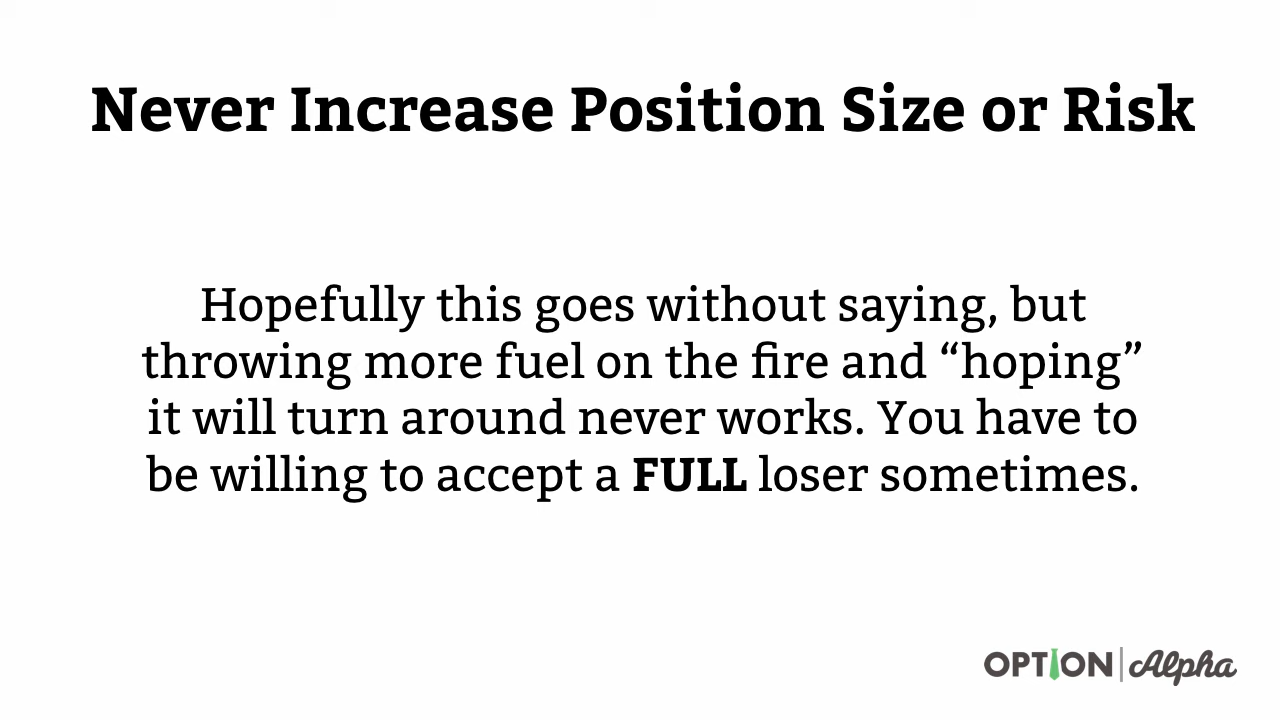 Never Increase Position Size or Risk
Hopefully this goes without saying, but
throwing more fuel on the fire and “hoping”
it will turn around never works. You have to
be willing to accept a FULL loser sometimes.
OPTION | Alpha